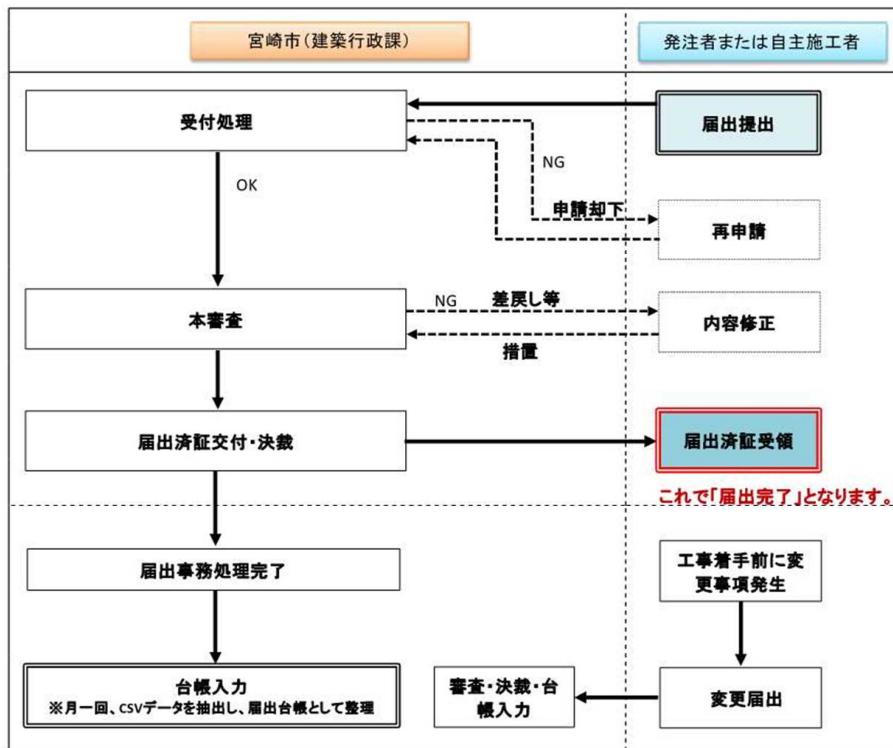 宮崎市(建築行政課)
発注者または自主施工者
受付処理
届出提出
NG
OK
申請却下
再申請
本審査
NG
差戻し等
内容修正
措置
届出済証交付・決裁
届出済証受領
これで「届出完了」となります。
届出事務処理完了
工事着手前に変
更事項発生
台帳入力
※月一回、CSVデータを抽出し、届出台帳として整理
審査・決裁・台
帳入力
変更届出